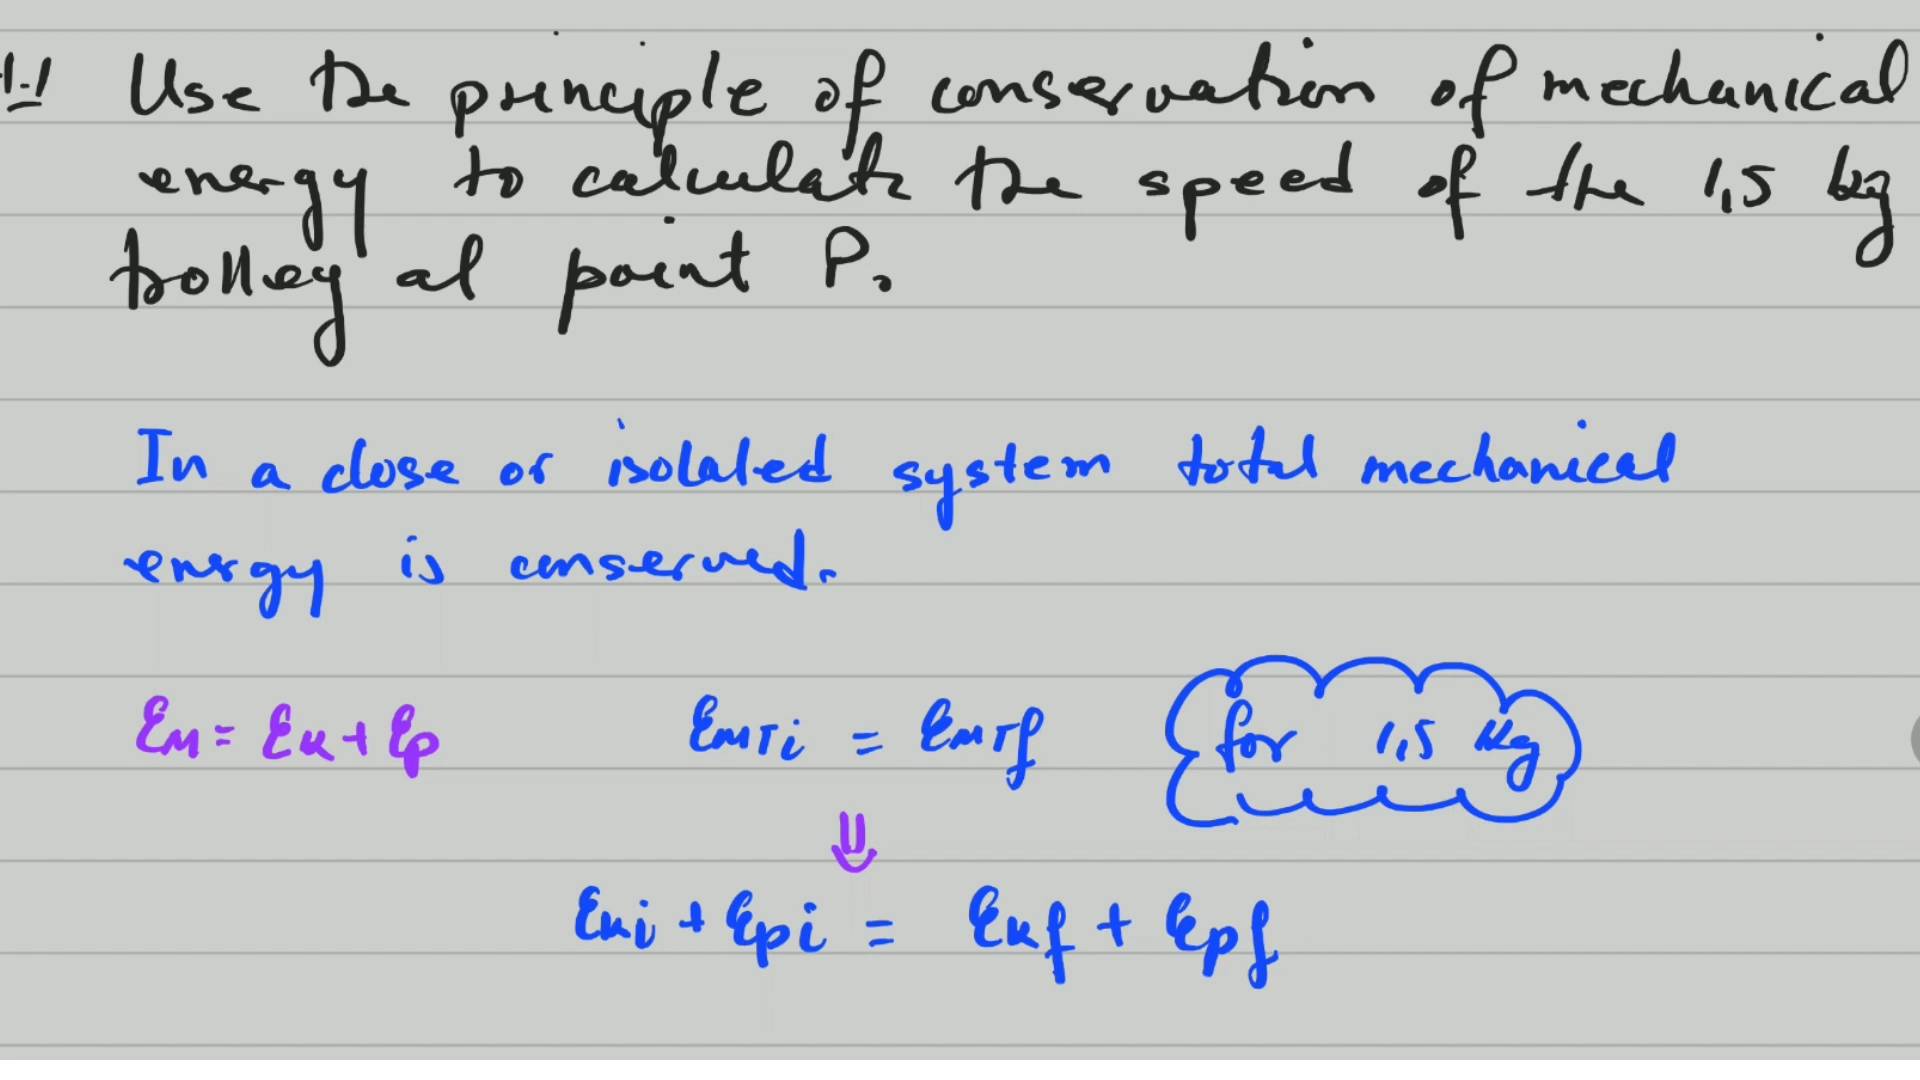 1.1 Use the principle of conservation of mechanical
energy to calculate the speed of the 1,5 kg
trolley at point P.
In a close or isolated system total mechanical
energy is conserved.
EM = EK + EP EMTi = EMTf for 1,5 kg
⇓
EKi + EPi = EKf + EPf